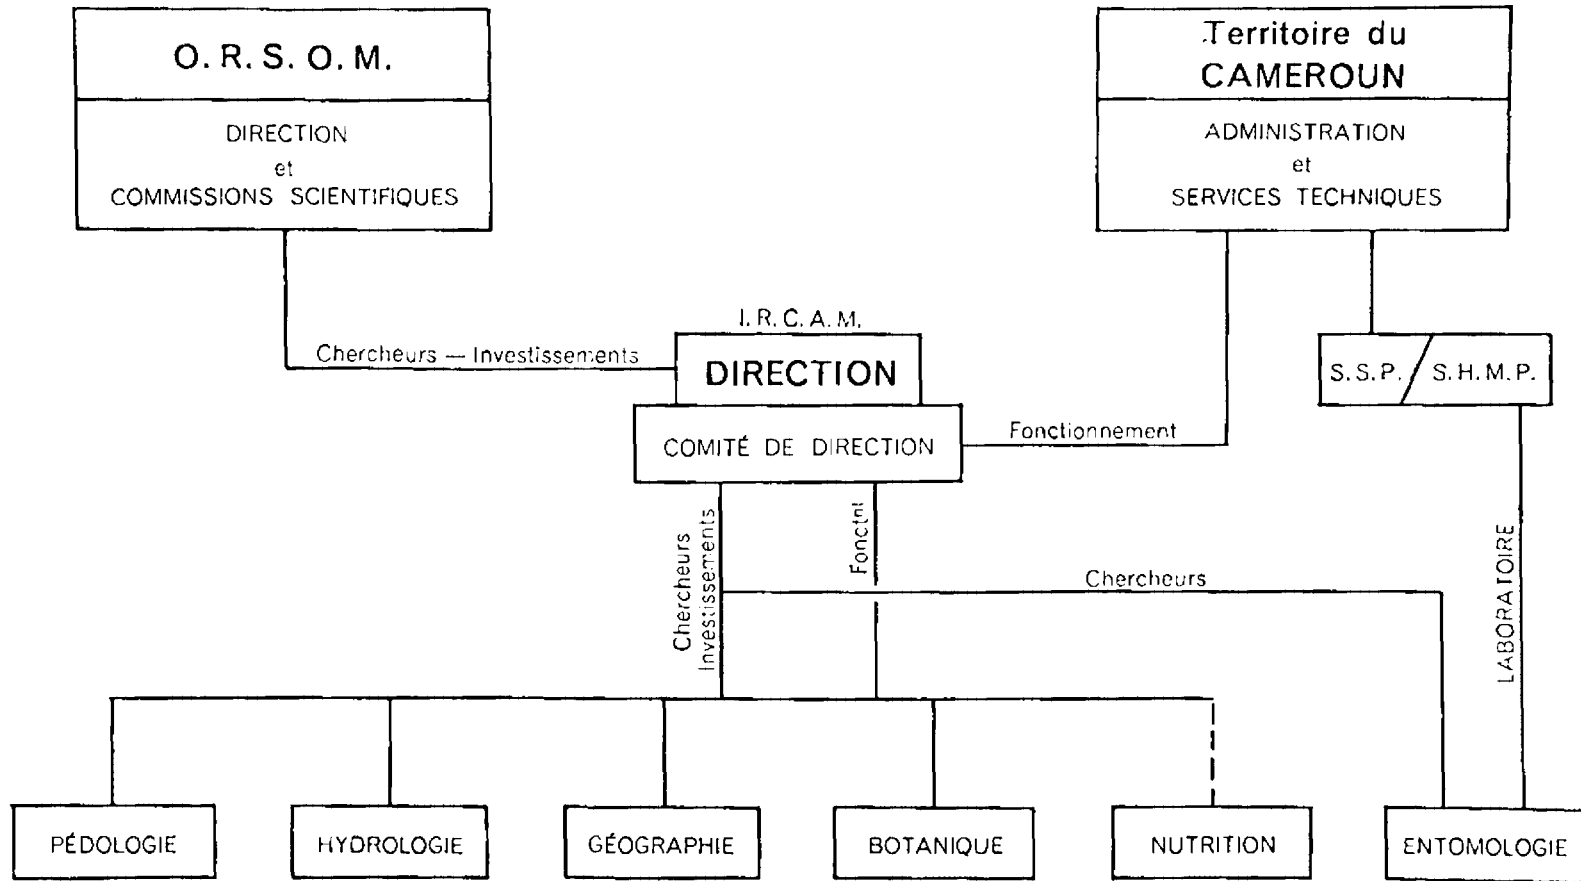 O. R. S. O. M.
DIRECTION
et
COMMISSIONS SCIENTIFIQUES
Territoire du
CAMEROUN
ADMINISTRATION
et
SERVICES TECHNIQUES
I. R. C. A. M.
Chercheurs — Investissements
DIRECTION
S. S. P. / S. H. M. P.
COMITÉ DE DIRECTION
Fonctionnement
Chercheurs
Investissements
Fonctnt
Chercheurs
LABORATOIRE
PÉDOLOGIE
HYDROLOGIE
GÉOGRAPHIE
BOTANIQUE
NUTRITION
ENTOMOLOGIE